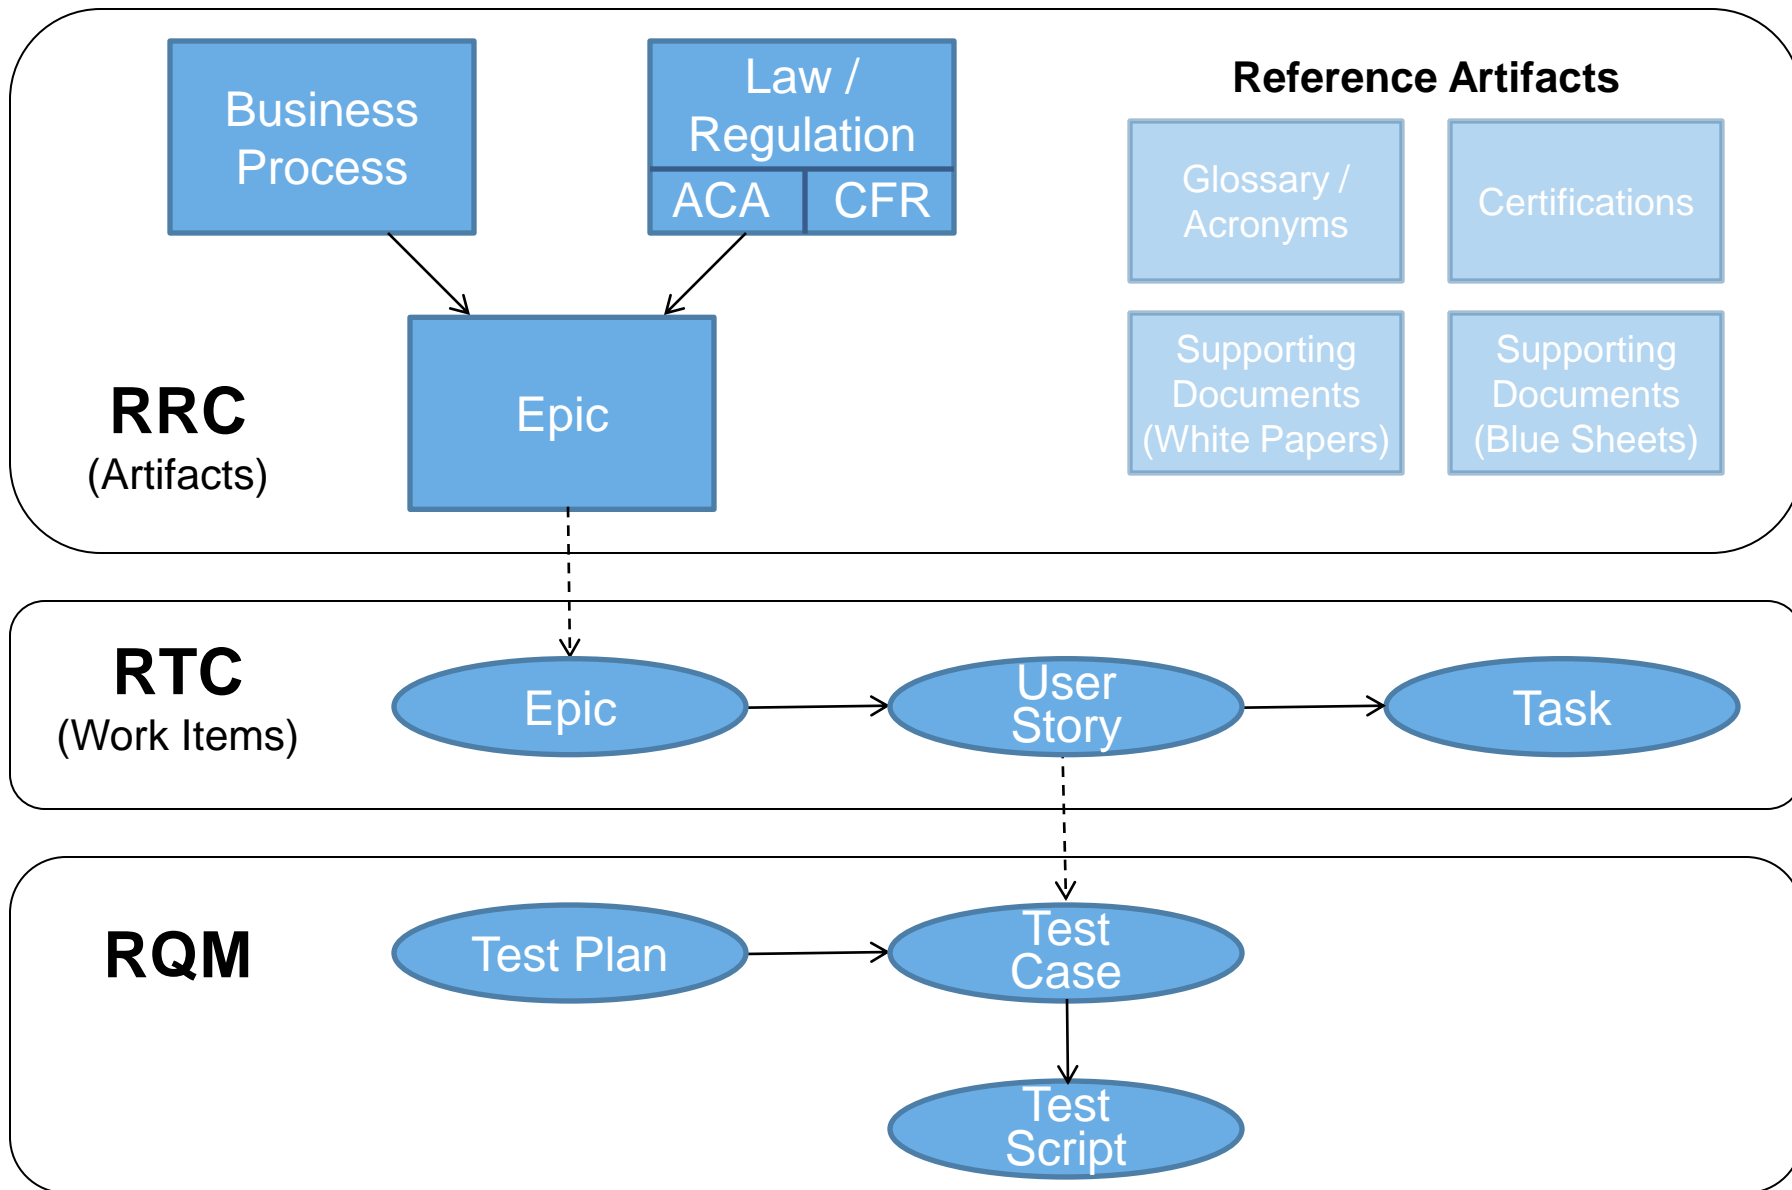 Business
Process
Law /
Regulation
ACA
CFR
Reference Artifacts
Glossary /
Acronyms
Certifications
Supporting
Documents
(White Papers)
Supporting
Documents
(Blue Sheets)
Epic
RRC
(Artifacts)
RTC
(Work Items)
Epic
User
Story
Task
RQM
Test Plan
Test
Case
Test
Script